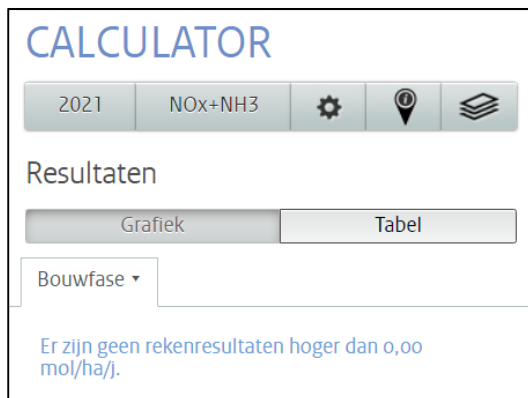 CALCULATOR
2021 NOx+NH3
Resultaten
Grafiek Tabel
Bouwfase
Er zijn geen rekenresultaten hoger dan 0,00
mol/ha/j.